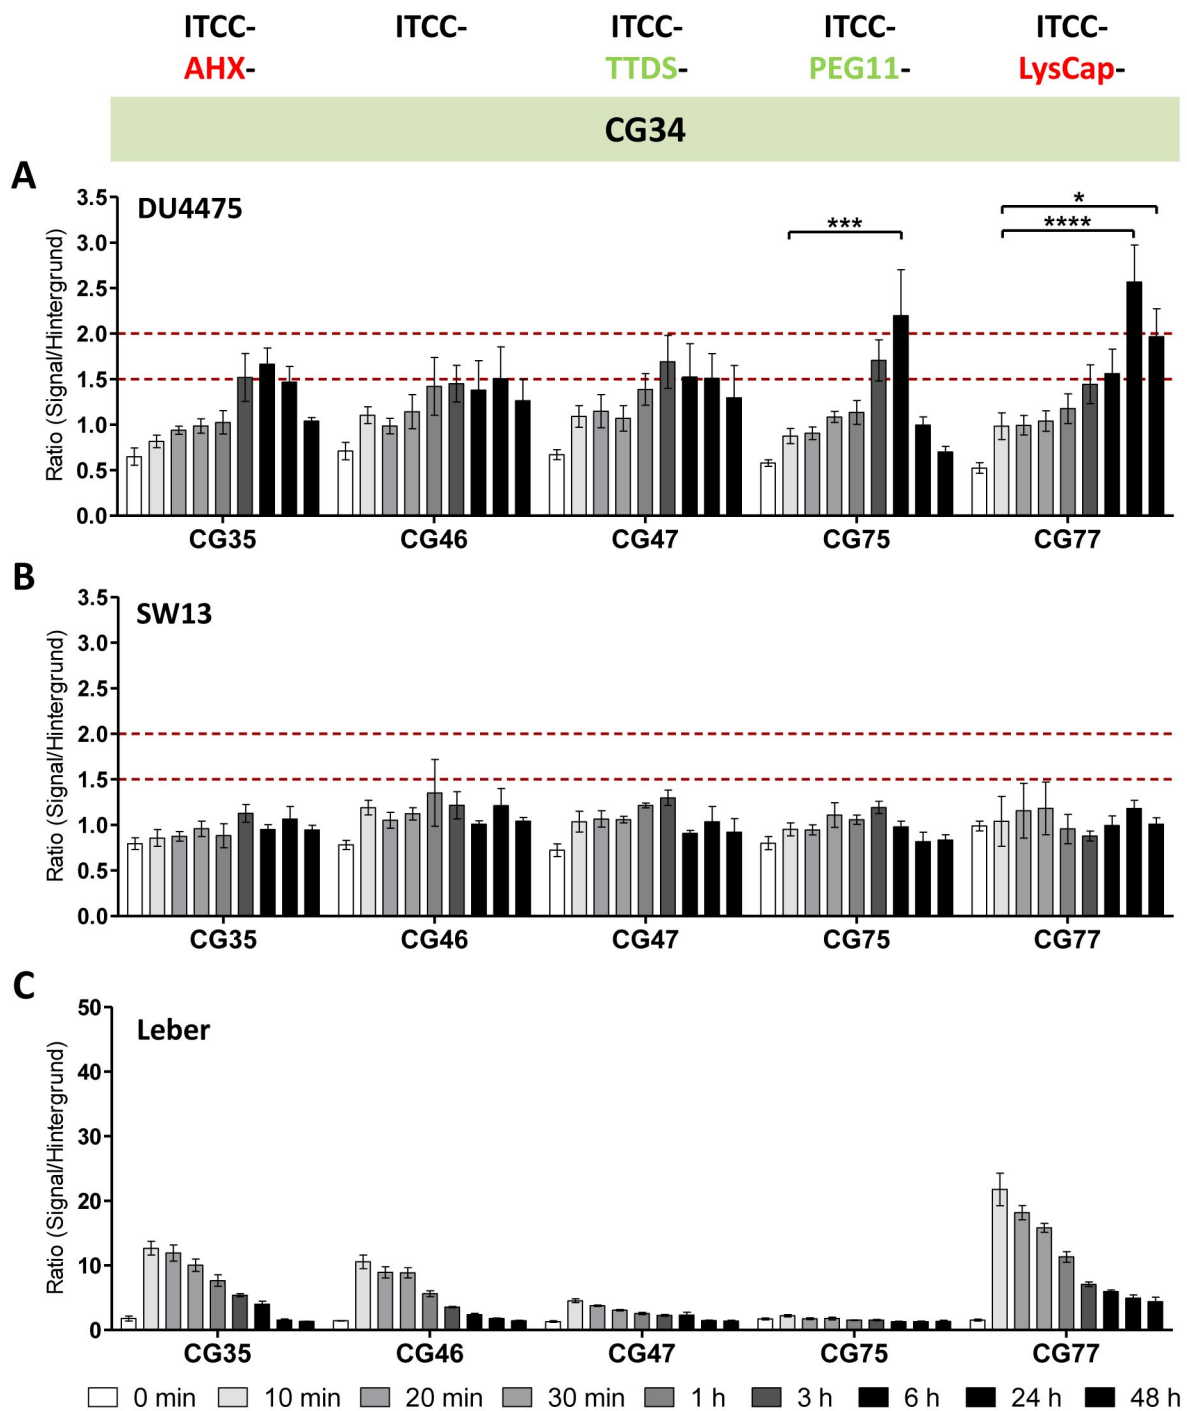 ITCC- ITCC- ITCC- ITCC- ITCC-
AHX- TTDS- PEG11- LysCap-
CG34
A
DU4475
Ratio (Signal/Hintergrund)
3.5
3.0
2.5
2.0
1.5
1.0
0.5
0.0
*** **** *
CG35 CG46 CG47 CG75 CG77
B
SW13
Ratio (Signal/Hintergrund)
3.5
3.0
2.5
2.0
1.5
1.0
0.5
0.0
CG35 CG46 CG47 CG75 CG77
C
Leber
Ratio (Signal/Hintergrund)
50
40
30
20
10
0
CG35 CG46 CG47 CG75 CG77
0 min 10 min 20 min 30 min 1 h 3 h 6 h 24 h 48 h